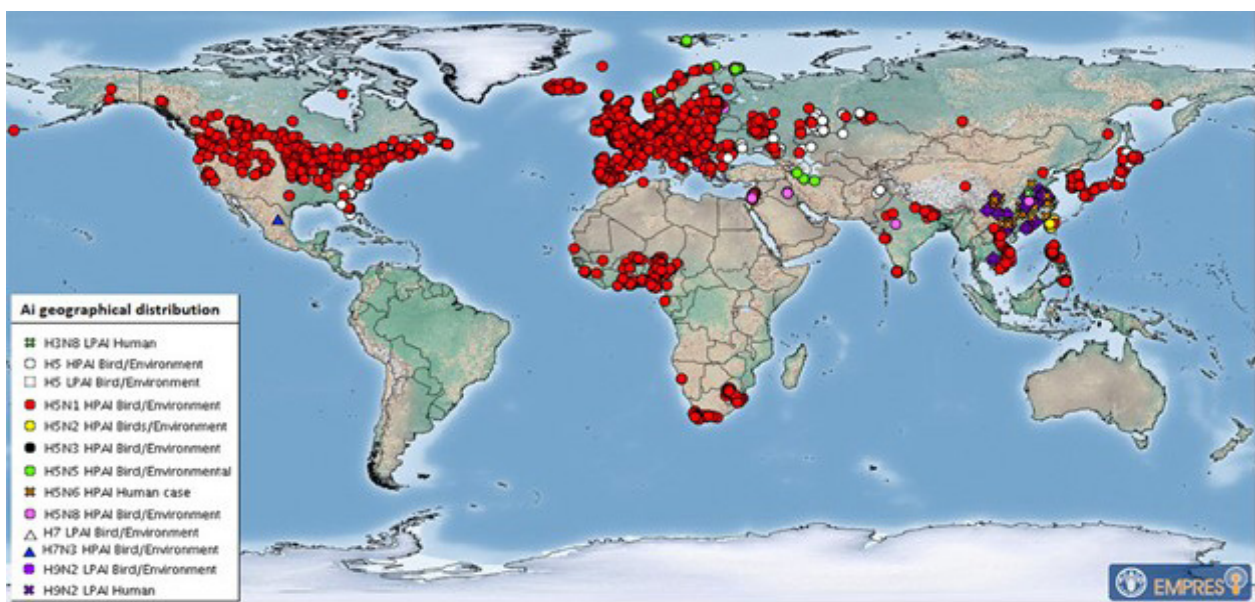 Ai geographical distribution
H3N8 LPAI Human
H5 HPAI Bird/Environment
H5 LPAI Bird/Environment
H5N1 HPAI Bird/Environment
H5N2 HPAI Birds/Environment
H5N3 HPAI Bird/Environment
H5N5 HPAI Bird/Environmental
H5N6 HPAI Human case
H5N8 HPAI Bird/Environment
H7 LPAI Bird/Environment
H7N3 HPAI Bird/Environment
H9N2 LPAI Bird/Environment
H9N2 LPAI Human
EMPRES